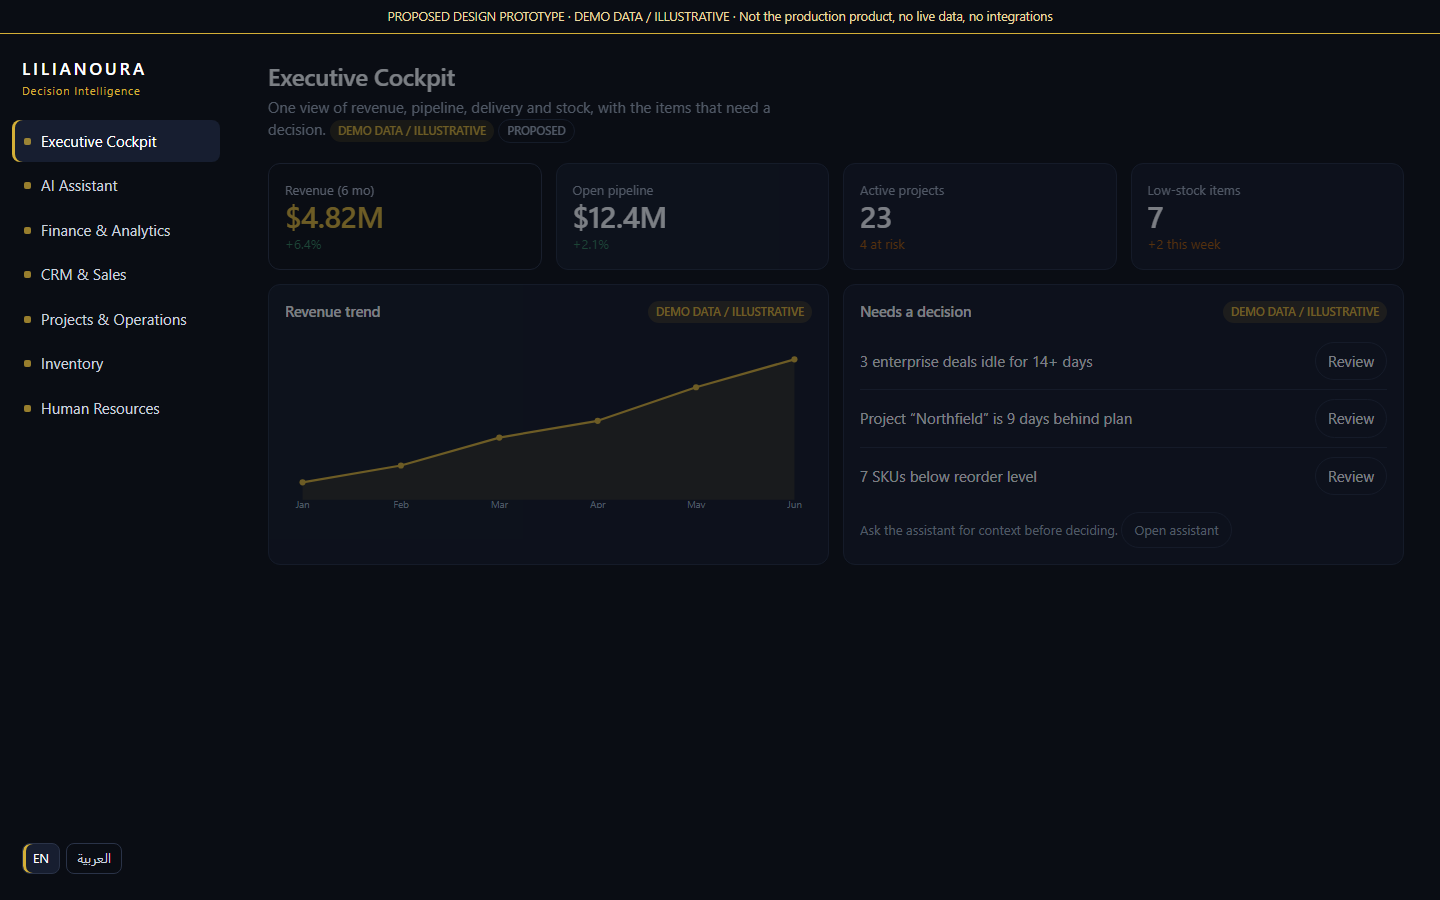 PROPOSED DESIGN PROTOTYPE · DEMO DATA / ILLUSTRATIVE · Not the production product, no live data, no integrations
LILIANOURA
Decision Intelligence
Executive Cockpit
AI Assistant
Finance & Analytics
CRM & Sales
Projects & Operations
Inventory
Human Resources
EN
العربية
Executive Cockpit
One view of revenue, pipeline, delivery and stock, with the items that need a
decision. DEMO DATA / ILLUSTRATIVE PROPOSED
Revenue (6 mo)
$4.82M
+6.4%
Open pipeline
$12.4M
+2.1%
Active projects
23
4 at risk
Low-stock items
7
+2 this week
Revenue trend DEMO DATA / ILLUSTRATIVE
Jan Feb Mar Apr May Jun
Needs a decision DEMO DATA / ILLUSTRATIVE
3 enterprise deals idle for 14+ days Review
Project “Northfield” is 9 days behind plan Review
7 SKUs below reorder level Review
Ask the assistant for context before deciding. Open assistant